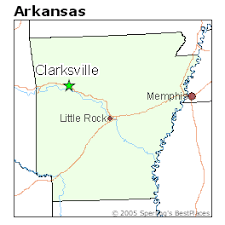 Arkansas
Clarksville
Memphis
Little Rock
© 2005 Sperling's BestPlaces